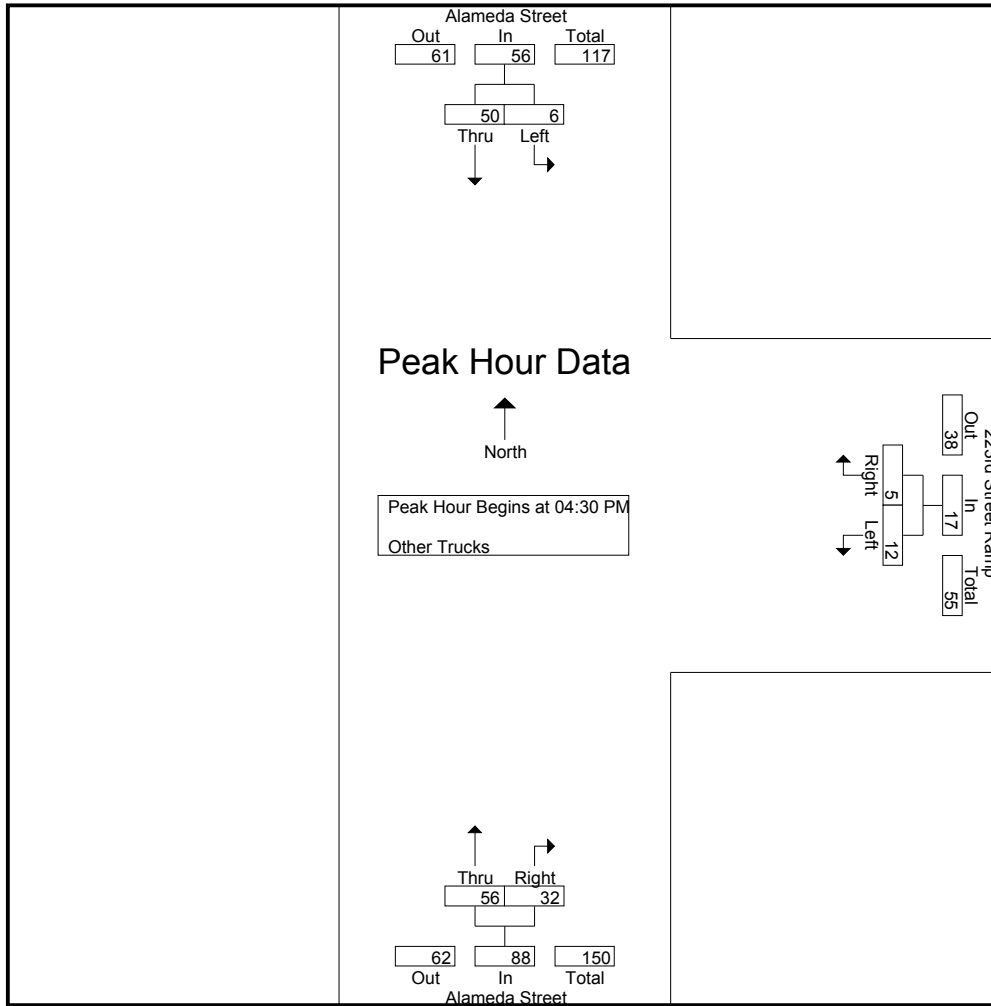 Alameda Street
Out In Total
61 56 117
50 6
Thru Left
Peak Hour Data
North
Peak Hour Begins at 04:30 PM
Other Trucks
Street Ramp
Out In Total
38 17 55
Right Left
5 12
Thru Right
56 32
62 88 150
Out In Total
Alameda Street